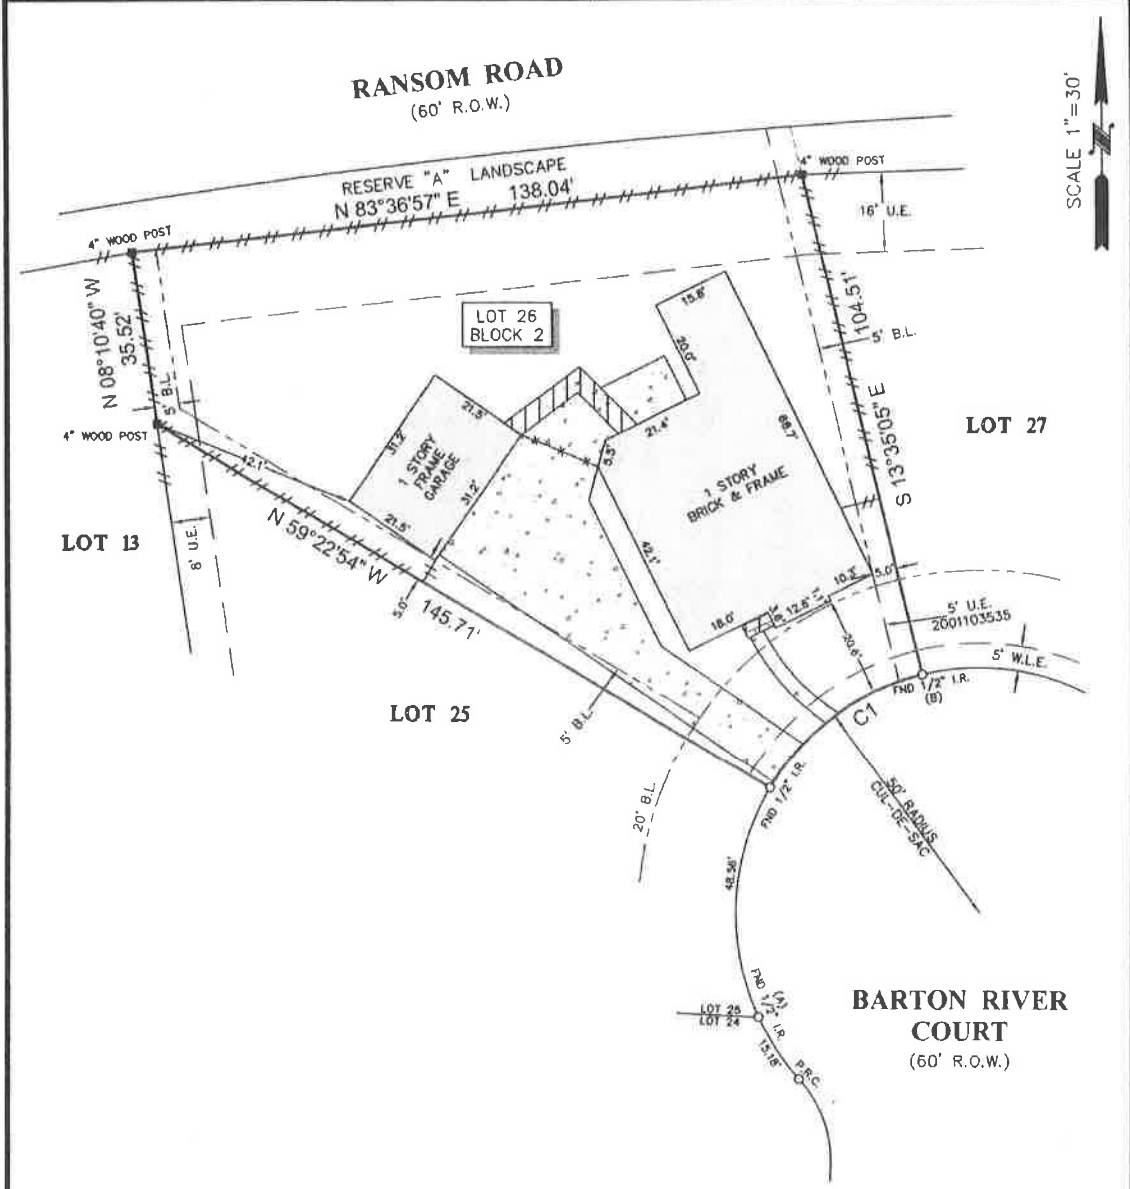 RANSOM ROAD
(60' R.O.W.)
SCALE 1"=30'
RESERVE "A" LANDSCAPE
N 83°36'57" E 138.04'
4" WOOD POST
4" WOOD POST
16' U.E.
N 08°10'40" W
35.52'
5' B.L.
4" WOOD POST
LOT 26
BLOCK 2
15.8'
20.0'
104.51'
5' B.L.
S 13°35'05" E
LOT 27
21.5'
31.2'
1 STORY
FRAME
GARAGE
31.2'
21.5'
21.4'
5.5'
68.7'
1 STORY
BRICK & FRAME
42.1'
42.1'
LOT 13
8' U.E.
N 59°22'54" W
145.71'
5.0'
18.0'
12.6'
1.1'
10.3'
5.0'
20.6'
5' U.E.
2001103535
5' W.L.E.
FND 1/2" I.R.
(B)
C1
LOT 25
5' B.L.
20' B.L.
FND 1/2" I.R.
50' RADIUS
CUL-DE-SAC
48.56'
FND 1/2" I.R.
(A)
LOT 25
LOT 24
15.18'
P.R.C.
BARTON RIVER
COURT
(60' R.O.W.)